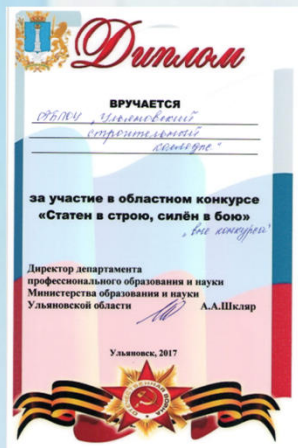 Диплом
ВРУЧАЕТСЯ
ОГБПОУ "Ульяновский
строительный
колледж"
за участие в областном конкурсе
«Статен в строю, силён в бою»
"вне конкурса"
Директор департамента
профессионального образования и науки
Министерства образования и науки
Ульяновской области А.А.Шкляр
Ульяновск, 2017